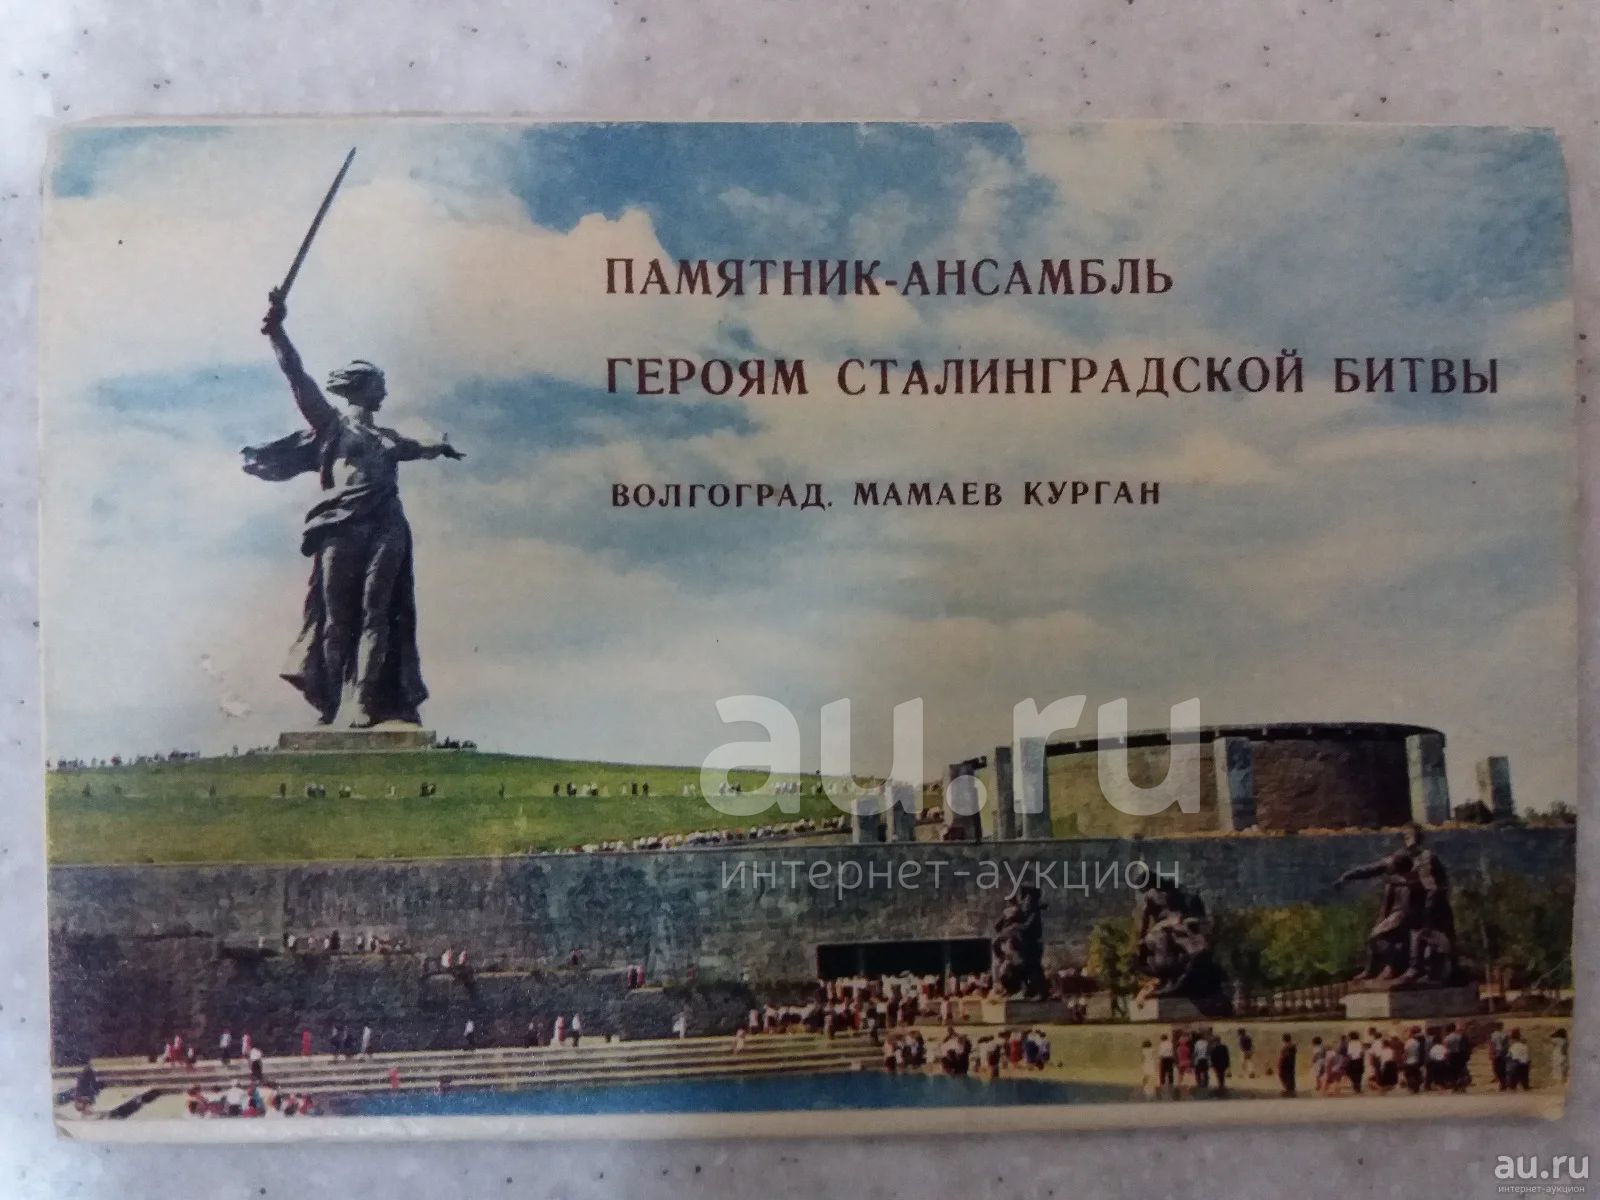 ПАМЯТНИК-АНСАМБЛЬ
ГЕРОЯМ СТАЛИНГРАДСКОЙ БИТВЫ
ВОЛГОГРАД. МАМАЕВ КУРГАН
au.ru
интернет-аукцион
au.ru
интернет-аукцион